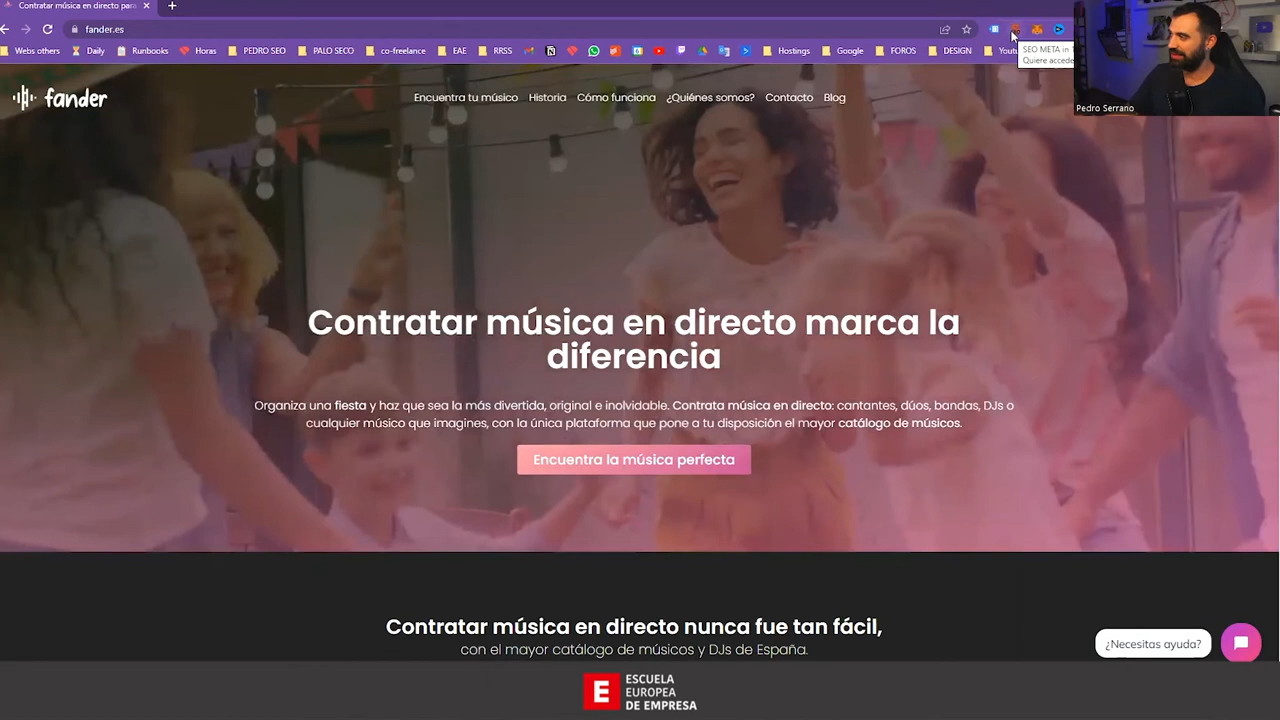 Contratar música en directo para
fander.es
SEO META in 1
Quiere accede
Webs others
Daily
Runbooks
Horas
PEDRO SEO
PALO SECO
co-freelance
EAE
RRSS
Hostings
Google
FOROS
DESIGN
Youtu
Pedro Serrano
fander
Encuentra tu músico
Historia
Cómo funciona
¿Quiénes somos?
Contacto
Blog
Contratar música en directo marca la
diferencia
Organiza una fiesta y haz que sea la más divertida, original e inolvidable. Contrata música en directo: cantantes, dúos, bandas, DJs o
cualquier músico que imagines, con la única plataforma que pone a tu disposición el mayor catálogo de músicos.
Encuentra la música perfecta
Contratar música en directo nunca fue tan fácil,
con el mayor catálogo de músicos y DJs de España.
¿Necesitas ayuda?
E
ESCUELA
EUROPEA
DE EMPRESA